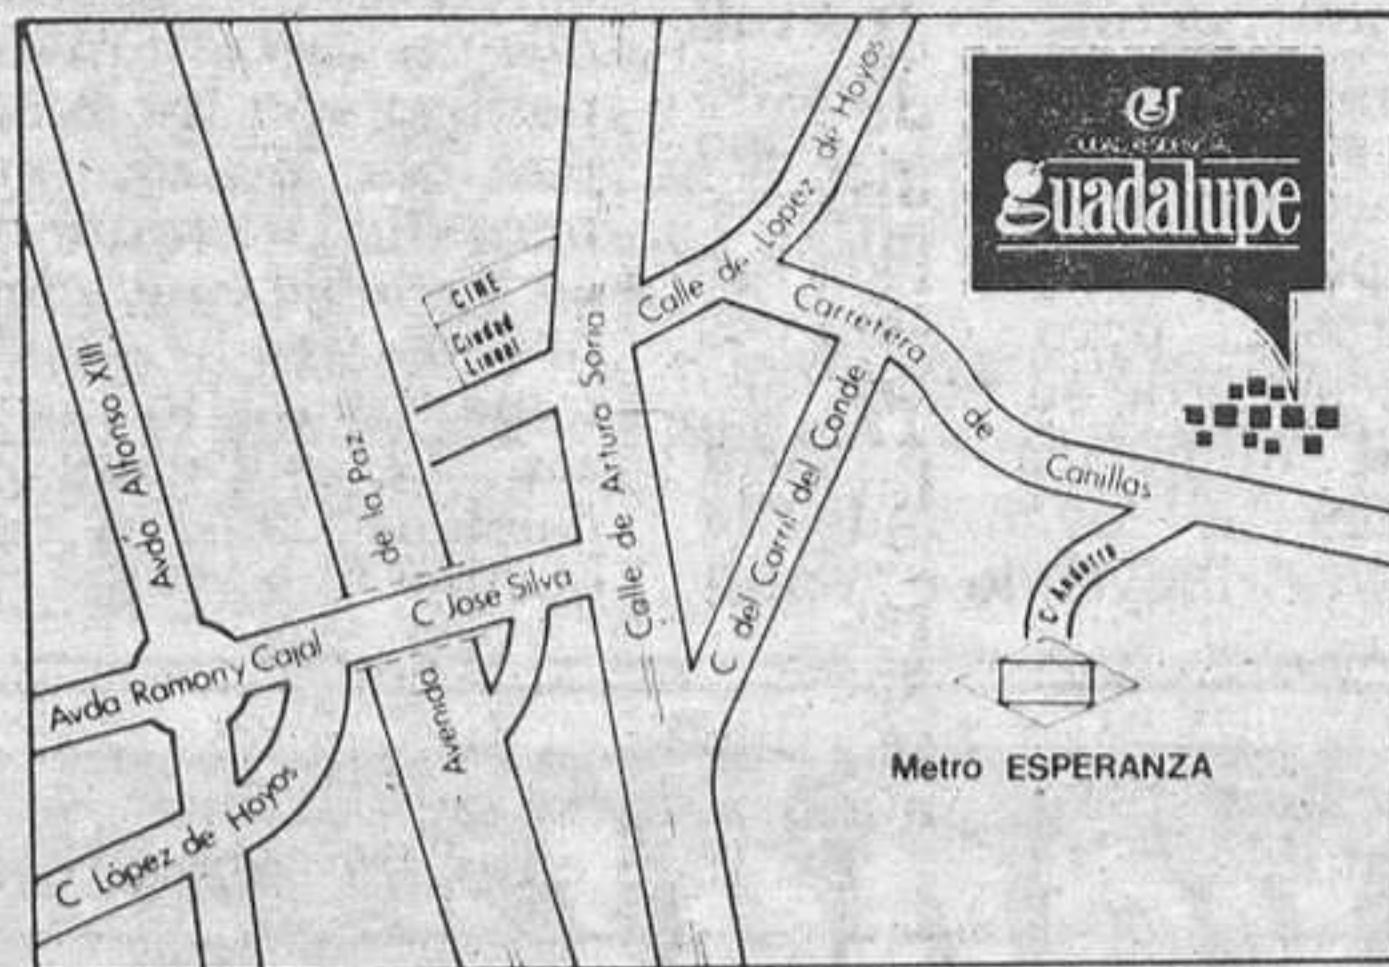 CIUDAD RESIDENCIAL
guadalupe
Calle de Lopez de Hoyos
CINE
Ciudad
Lineal
Carretera de Canillas
Calle de Arturo Soria
Avda Alfonso XIII
Avenida de la Paz
C del Carril del Conde
C José Silva
C/ Andorra
Avda Ramon y Cajal
C López de Hoyos
Metro ESPERANZA